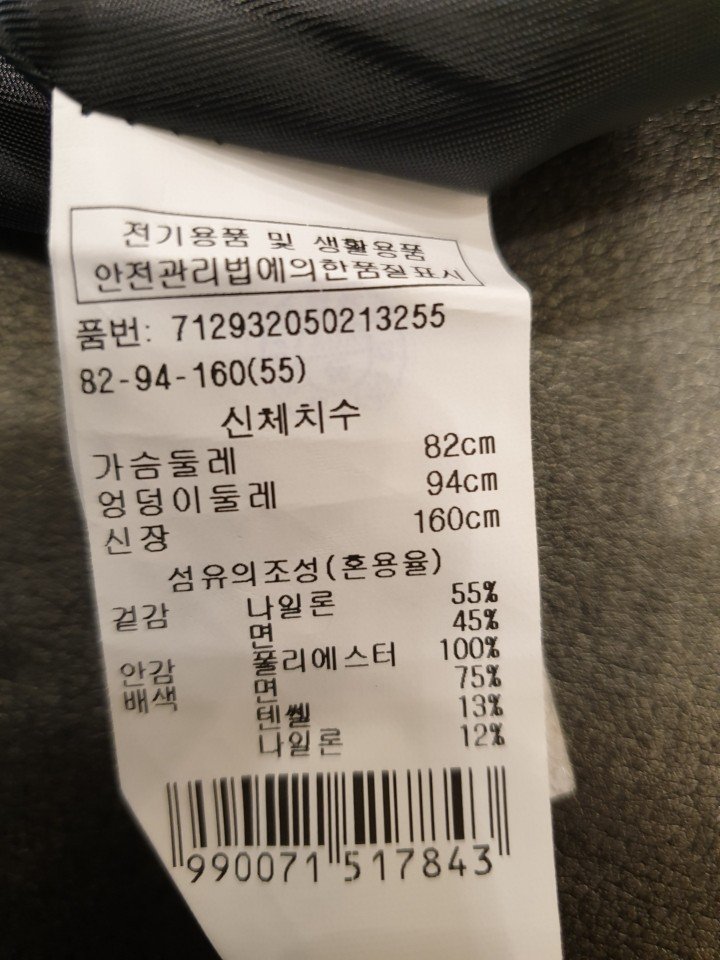 전기용품 및 생활용품
안전관리법에의한품질표시
품번: 712932050213255
82-94-160(55)
신체치수
가슴둘레 82cm
엉덩이둘레 94cm
신장 160cm
섬유의조성(혼용율)
겉감 나일론 55%
면 45%
안감 폴리에스터 100%
배색 면 75%
텐셀 13%
나일론 12%
990071 517843